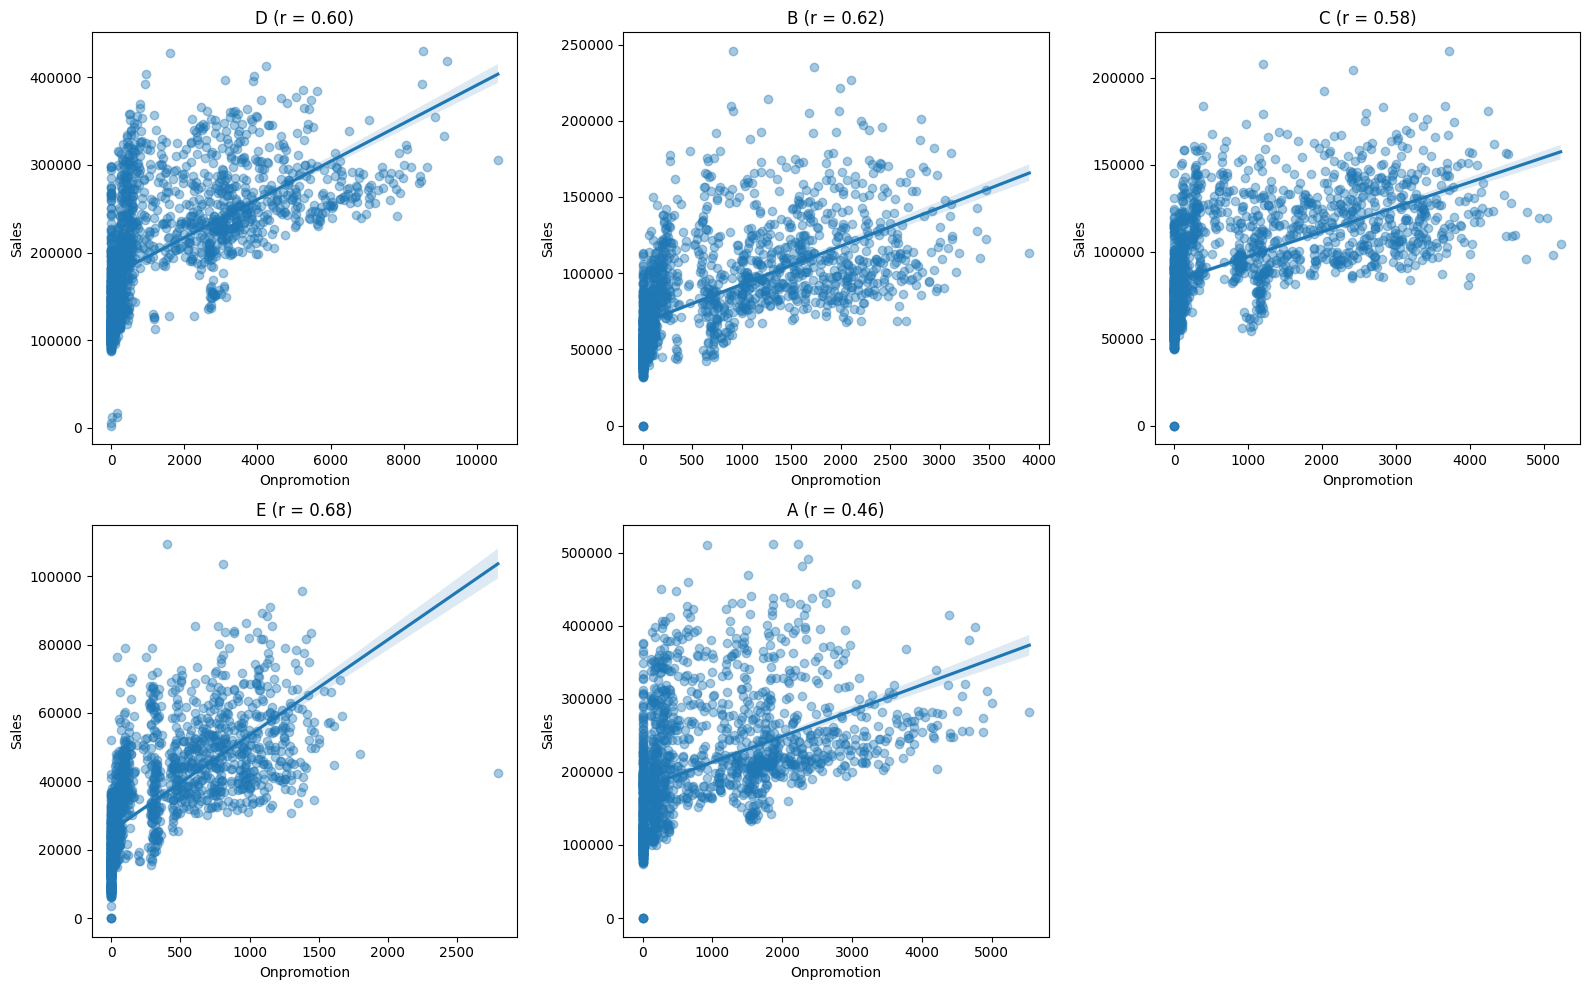 D (r = 0.60)
400000
300000
200000
100000
0
Sales
0 2000 4000 6000 8000 10000
Onpromotion
B (r = 0.62)
250000
200000
150000
100000
50000
0
Sales
0 500 1000 1500 2000 2500 3000 3500 4000
Onpromotion
C (r = 0.58)
200000
150000
100000
50000
0
Sales
0 1000 2000 3000 4000 5000
Onpromotion
E (r = 0.68)
100000
80000
60000
40000
20000
0
Sales
0 500 1000 1500 2000 2500
Onpromotion
A (r = 0.46)
500000
400000
300000
200000
100000
0
Sales
0 1000 2000 3000 4000 5000
Onpromotion